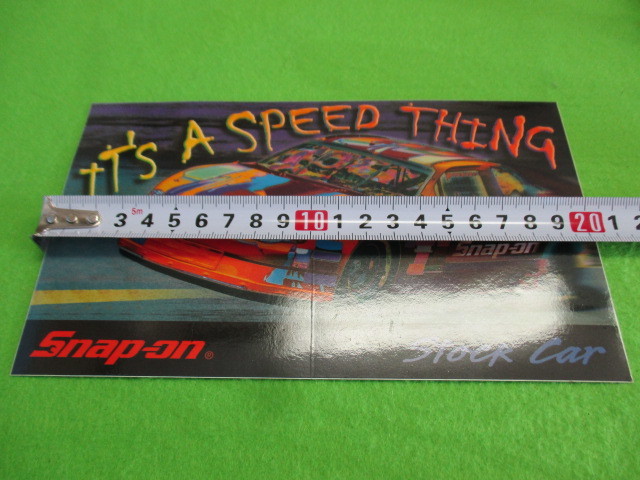 IT'S A SPEED THING
3 4 5m 5 6 7 8 9 10 1 2 3 4 5 6 7 8 9 20 1 2
Snap-on
Snap-on®
Stock Car